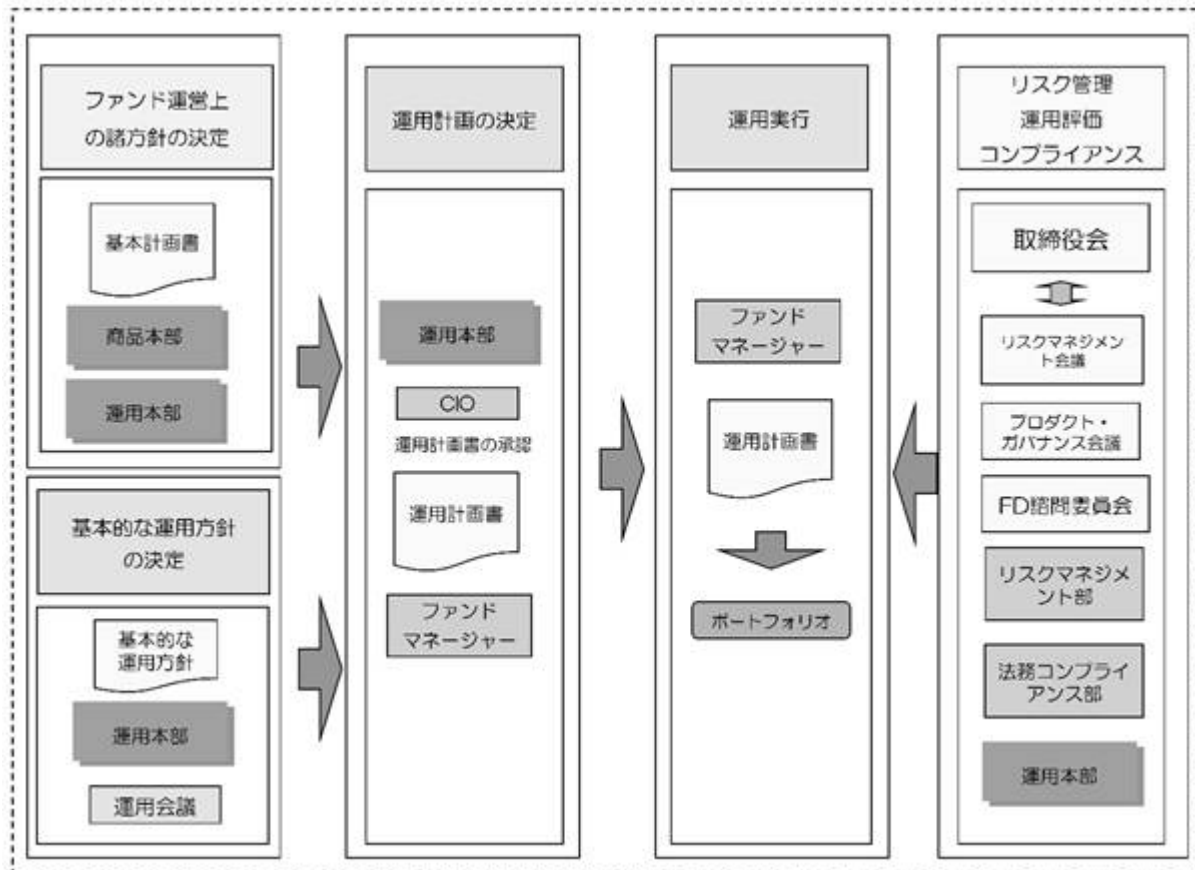 ファンド運営上
の諸方針の決定
基本計画書
商品本部
運用本部
基本的な運用方針
の決定
基本的な
運用方針
運用本部
運用会議
運用計画の決定
運用本部
CIO
運用計画書の承認
運用計画書
ファンド
マネージャー
運用実行
ファンド
マネージャー
運用計画書
ポートフォリオ
リスク管理
運用評価
コンプライアンス
取締役会
リスクマネジメン
ト会議
プロダクト・
ガバナンス会議
FD諮問委員会
リスクマネジメ
ント部
法務コンプライ
アンス部
運用本部